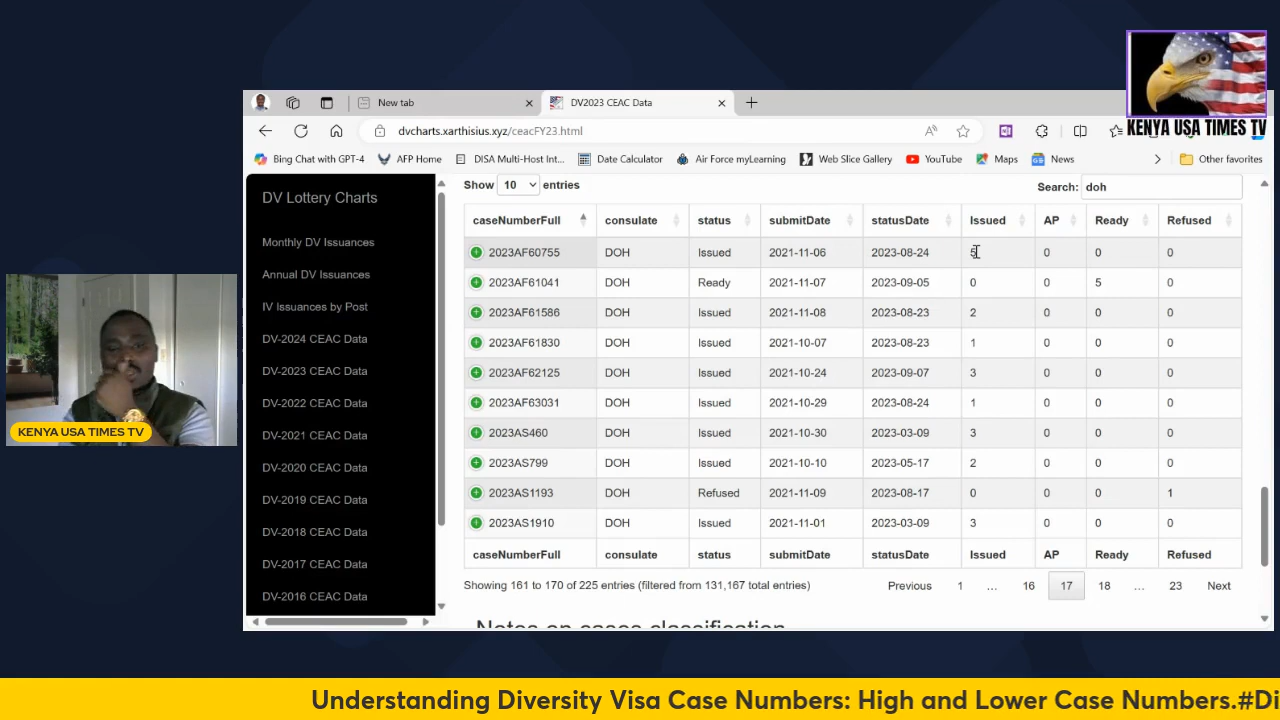 KENYA USA TIMES TV
New tab
DV2023 CEAC Data
dvcharts.xarthisius.xyz/ceacFY23.html
Bing Chat with GPT-4 AFP Home DISA Multi-Host Int... Date Calculator Air Force myLearning Web Slice Gallery YouTube Maps News Other favorites
DV Lottery Charts
Monthly DV Issuances
Annual DV Issuances
IV Issuances by Post
DV-2024 CEAC Data
DV-2023 CEAC Data
DV-2022 CEAC Data
DV-2021 CEAC Data
DV-2020 CEAC Data
DV-2019 CEAC Data
DV-2018 CEAC Data
DV-2017 CEAC Data
DV-2016 CEAC Data
Show 10 entries Search: doh
caseNumberFull consulate status submitDate statusDate Issued AP Ready Refused
2023AF60755 DOH Issued 2021-11-06 2023-08-24 5 0 0 0
2023AF61041 DOH Ready 2021-11-07 2023-09-05 0 0 5 0
2023AF61586 DOH Issued 2021-11-08 2023-08-23 2 0 0 0
2023AF61830 DOH Issued 2021-10-07 2023-08-23 1 0 0 0
2023AF62125 DOH Issued 2021-10-24 2023-09-07 3 0 0 0
2023AF63031 DOH Issued 2021-10-29 2023-08-24 1 0 0 0
2023AS460 DOH Issued 2021-10-30 2023-03-09 3 0 0 0
2023AS799 DOH Issued 2021-10-10 2023-05-17 2 0 0 0
2023AS1193 DOH Refused 2021-11-09 2023-08-17 0 0 0 1
2023AS1910 DOH Issued 2021-11-01 2023-03-09 3 0 0 0
caseNumberFull consulate status submitDate statusDate Issued AP Ready Refused
Showing 161 to 170 of 225 entries (filtered from 131,167 total entries) Previous 1 ... 16 17 18 ... 23 Next
Notes on cases classification
KENYA USA TIMES TV
Understanding Diversity Visa Case Numbers: High and Lower Case Numbers.#Di